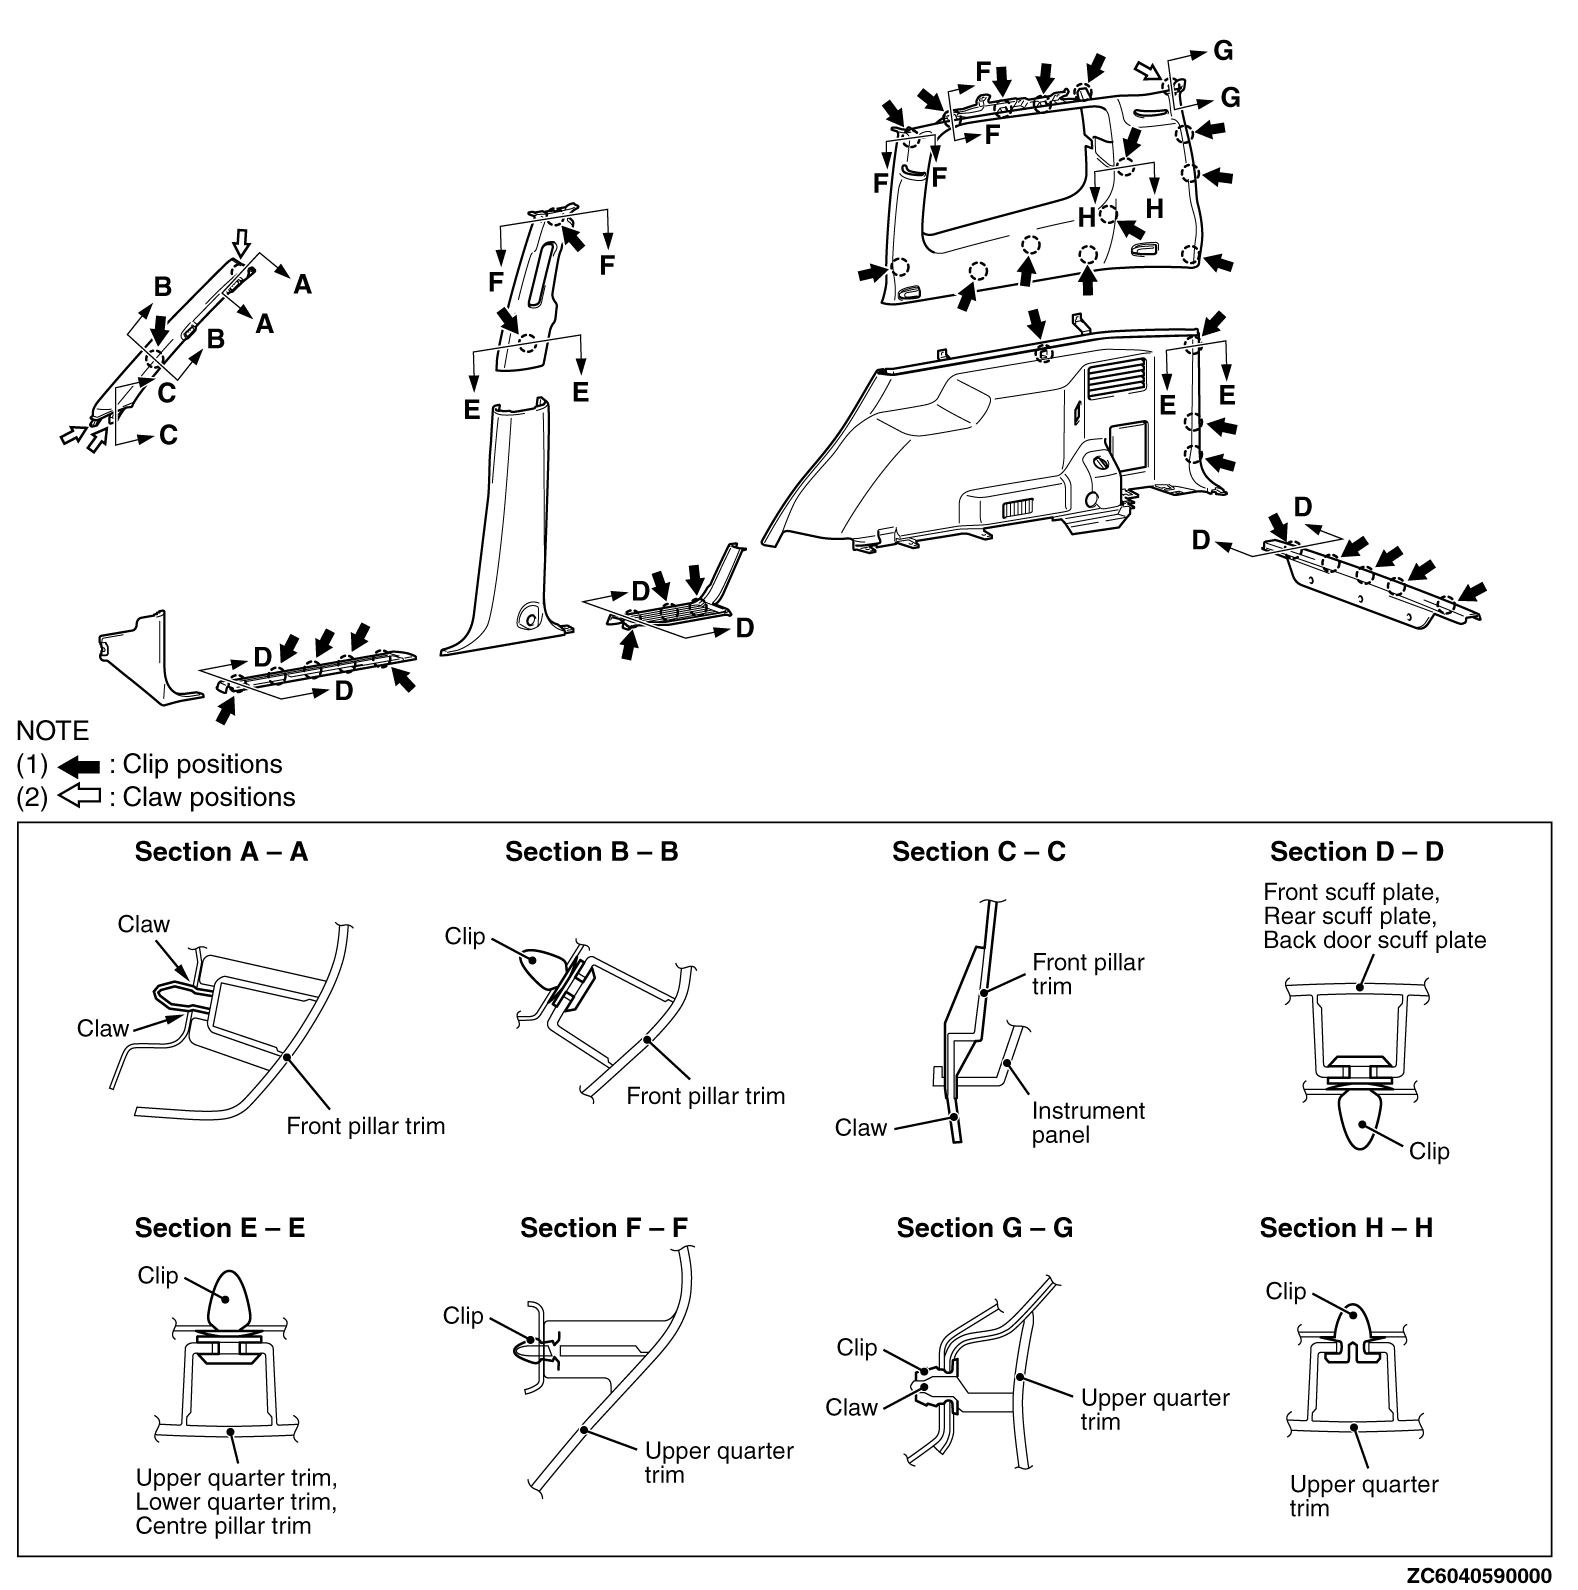 G
F
G
F
F
F
H
H
F
F
B
A
A
B
C
C
E
E
E
E
D
D
D
D
D
D
NOTE
(1) : Clip positions
(2) : Claw positions
Section A – A
Claw
Claw
Front pillar trim
Section B – B
Clip
Front pillar trim
Section C – C
Front pillar
trim
Instrument
panel
Claw
Section D – D
Front scuff plate,
Rear scuff plate,
Back door scuff plate
Clip
Section E – E
Clip
Upper quarter trim,
Lower quarter trim,
Centre pillar trim
Section F – F
Clip
Upper quarter
trim
Section G – G
Clip
Claw
Upper quarter
trim
Section H – H
Clip
Upper quarter
trim
ZC6040590000